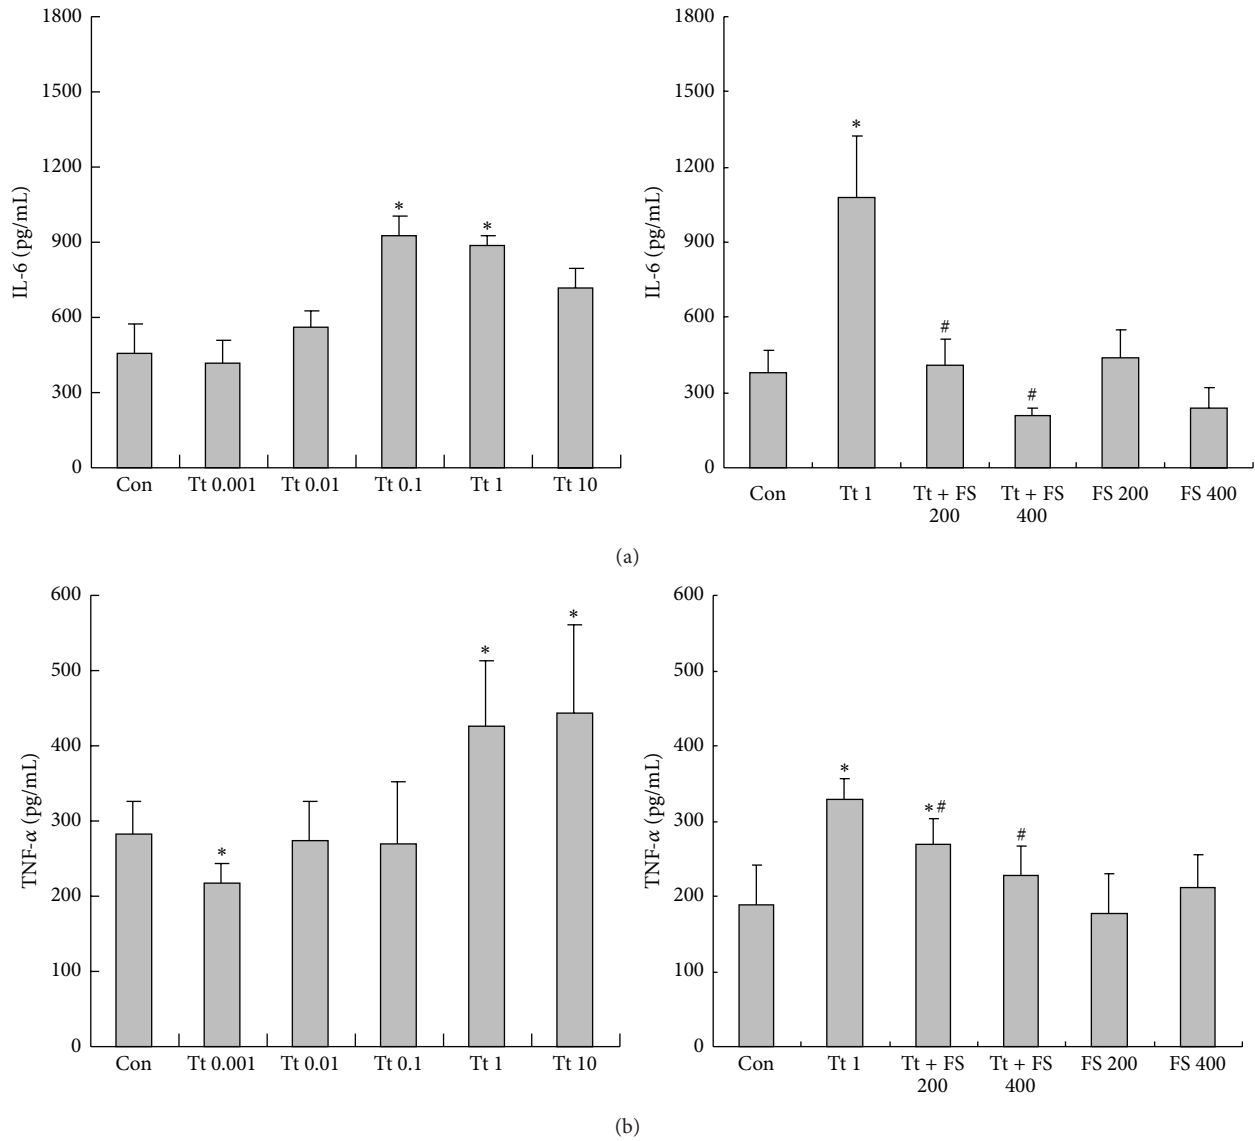 1800
1500
1200
900
600
300
0
IL-6 (pg/mL)
*
*
Con
Tt 0.001
Tt 0.01
Tt 0.1
Tt 1
Tt 10
1800
1500
1200
900
600
300
0
IL-6 (pg/mL)
*
#
#
Con
Tt 1
Tt + FS
200
Tt + FS
400
FS 200
FS 400
(a)
600
500
400
300
200
100
0
TNF-α (pg/mL)
*
*
*
Con
Tt 0.001
Tt 0.01
Tt 0.1
Tt 1
Tt 10
600
500
400
300
200
100
0
TNF-α (pg/mL)
*
*#
#
Con
Tt 1
Tt + FS
200
Tt + FS
400
FS 200
FS 400
(b)